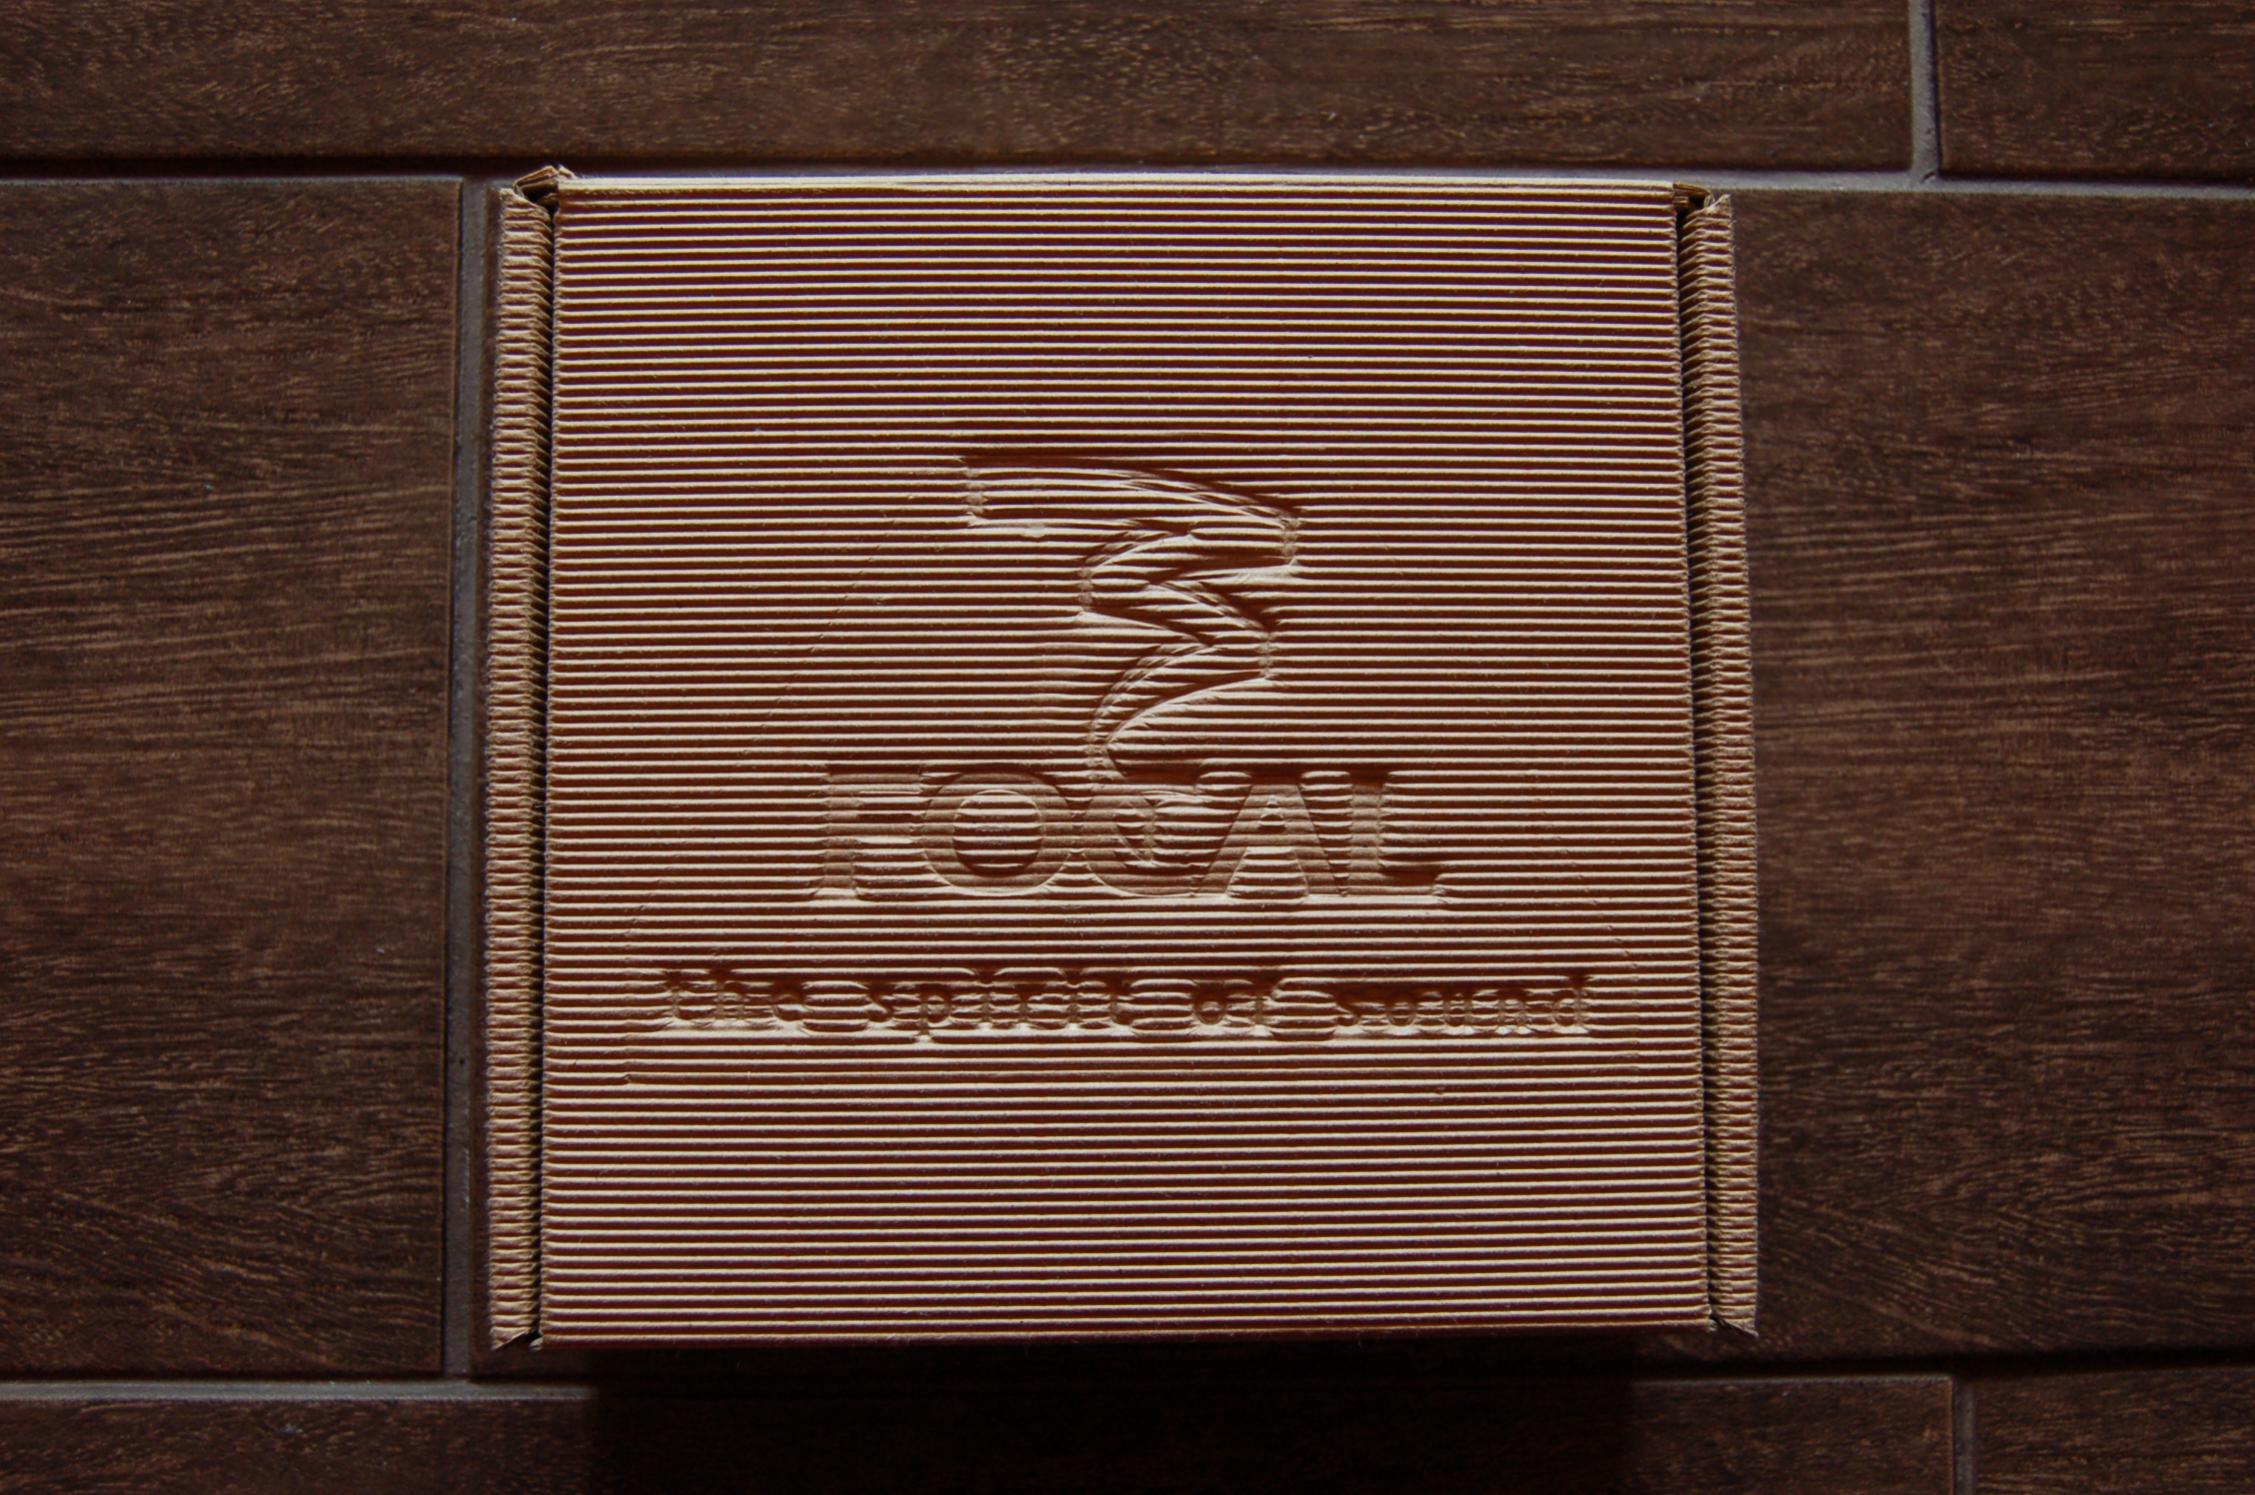 FOCAL
the spirit of sound